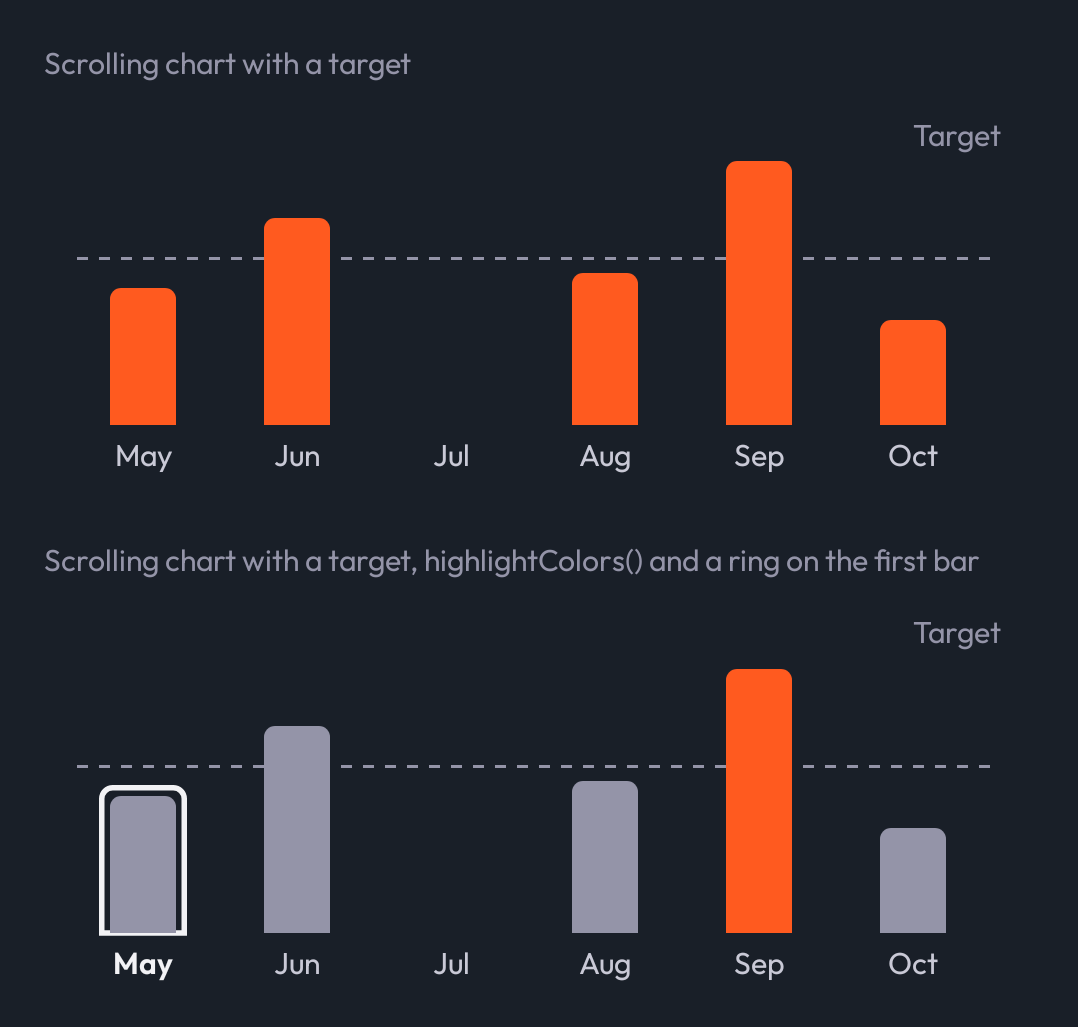 Scrolling chart with a target
Target
May Jun Jul Aug Sep Oct
Scrolling chart with a target, highlightColors() and a ring on the first bar
Target
May Jun Jul Aug Sep Oct